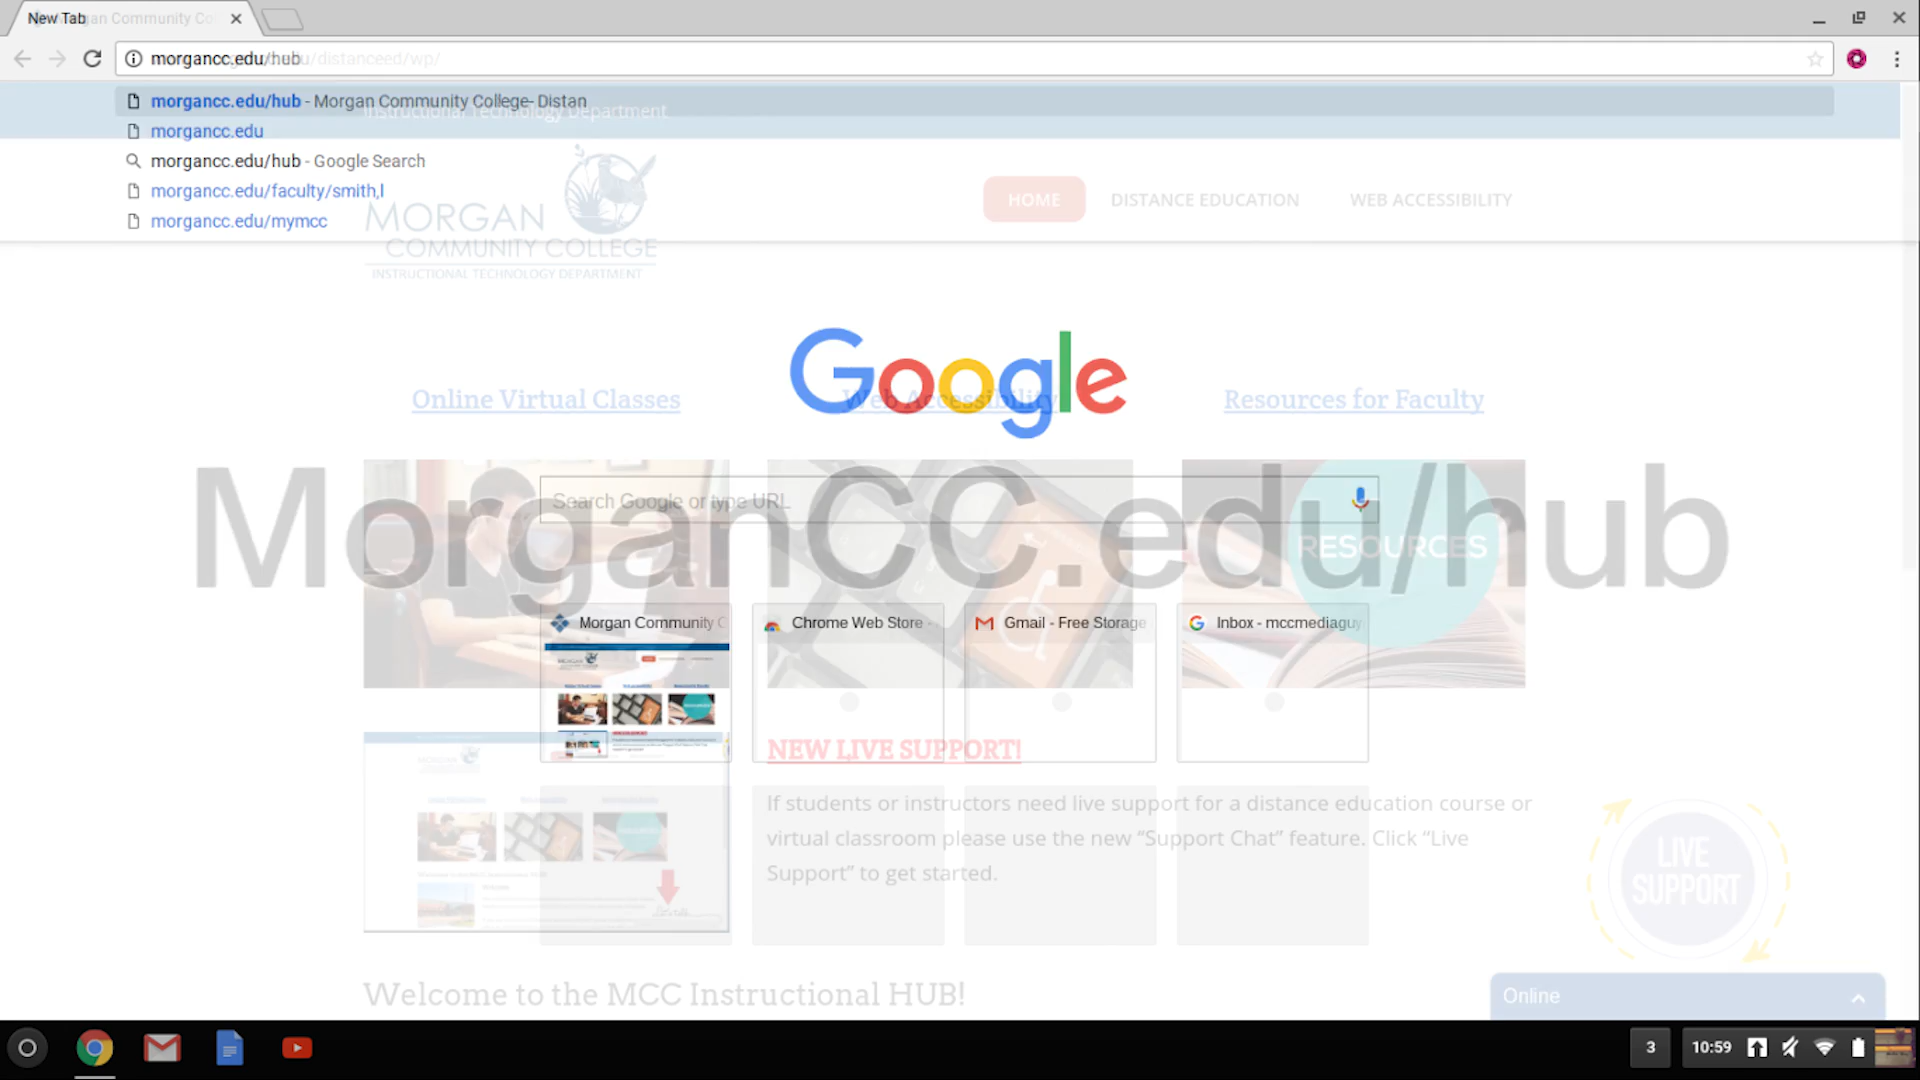 New Tab
Morgan Community Co
morgancc.edu/hub
/distanceed/wp/
morgancc.edu/hub - Morgan Community College- Distan
Instructional Technology Department
morgancc.edu
morgancc.edu/hub - Google Search
morgancc.edu/faculty/smith,l
morgancc.edu/mymcc
MORGAN
COMMUNITY COLLEGE
INSTRUCTIONAL TECHNOLOGY DEPARTMENT
HOME
DISTANCE EDUCATION
WEB ACCESSIBILITY
Google
Online Virtual Classes
Web Accessibility
Resources for Faculty
Search Google or type URL
MorganCC.edu/hub
RESOURCES
Morgan Community C
Chrome Web Store -
Gmail - Free Storage
Inbox - mccmediaguy
NEW LIVE SUPPORT!
If students or instructors need live support for a distance education course or
virtual classroom please use the new “Support Chat” feature. Click “Live
Support” to get started.
LIVE
SUPPORT
Welcome to the MCC Instructional HUB!
Online
3
10:59